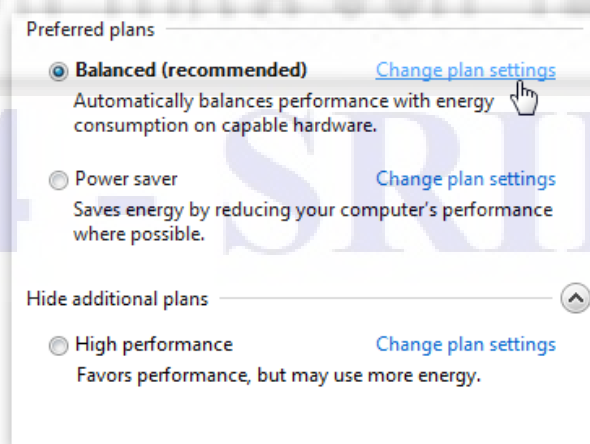 Preferred plans
Balanced (recommended) Change plan settings
Automatically balances performance with energy
consumption on capable hardware.
Power saver Change plan settings
Saves energy by reducing your computer's performance
where possible.
Hide additional plans
High performance Change plan settings
Favors performance, but may use more energy.